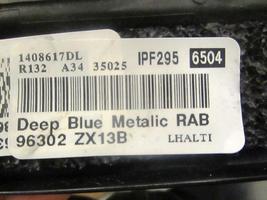 1408617DL IPF295 6504
R132 A34 35025
Deep Blue Metalic RAB
96302 ZX13B LHALTI